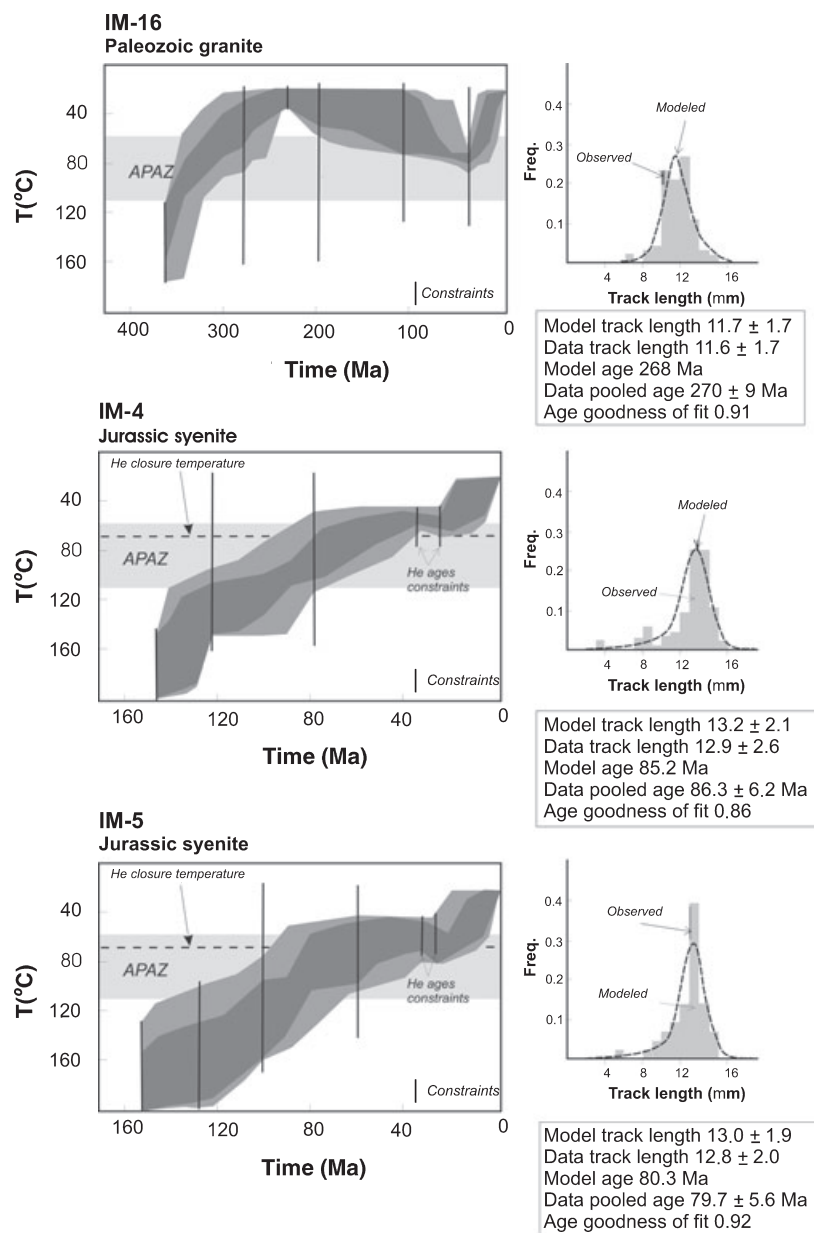 IM-16
Paleozoic granite
40
80
120
160
T(°C)
APAZ
Constraints
400
300
200
100
0
Time (Ma)
0.4
0.3
0.2
0.1
Freq.
Modeled
Observed
4
8
12
16
Track length (mm)
Model track length 11.7 ± 1.7
Data track length 11.6 ± 1.7
Model age 268 Ma
Data pooled age 270 ± 9 Ma
Age goodness of fit 0.91
IM-4
Jurassic syenite
He closure temperature
40
80
120
160
T(°C)
APAZ
He ages
constraints
Constraints
160
120
80
40
0
Time (Ma)
0.4
0.3
0.2
0.1
Freq.
Modeled
Observed
4
8
12
16
Track length (mm)
Model track length 13.2 ± 2.1
Data track length 12.9 ± 2.6
Model age 85.2 Ma
Data pooled age 86.3 ± 6.2 Ma
Age goodness of fit 0.86
IM-5
Jurassic syenite
He closure temperature
40
80
120
160
T(°C)
APAZ
He ages
constraints
Constraints
160
120
80
40
0
Time (Ma)
0.4
0.3
0.2
0.1
Freq.
Observed
Modeled
4
8
12
16
Track length (mm)
Model track length 13.0 ± 1.9
Data track length 12.8 ± 2.0
Model age 80.3 Ma
Data pooled age 79.7 ± 5.6 Ma
Age goodness of fit 0.92